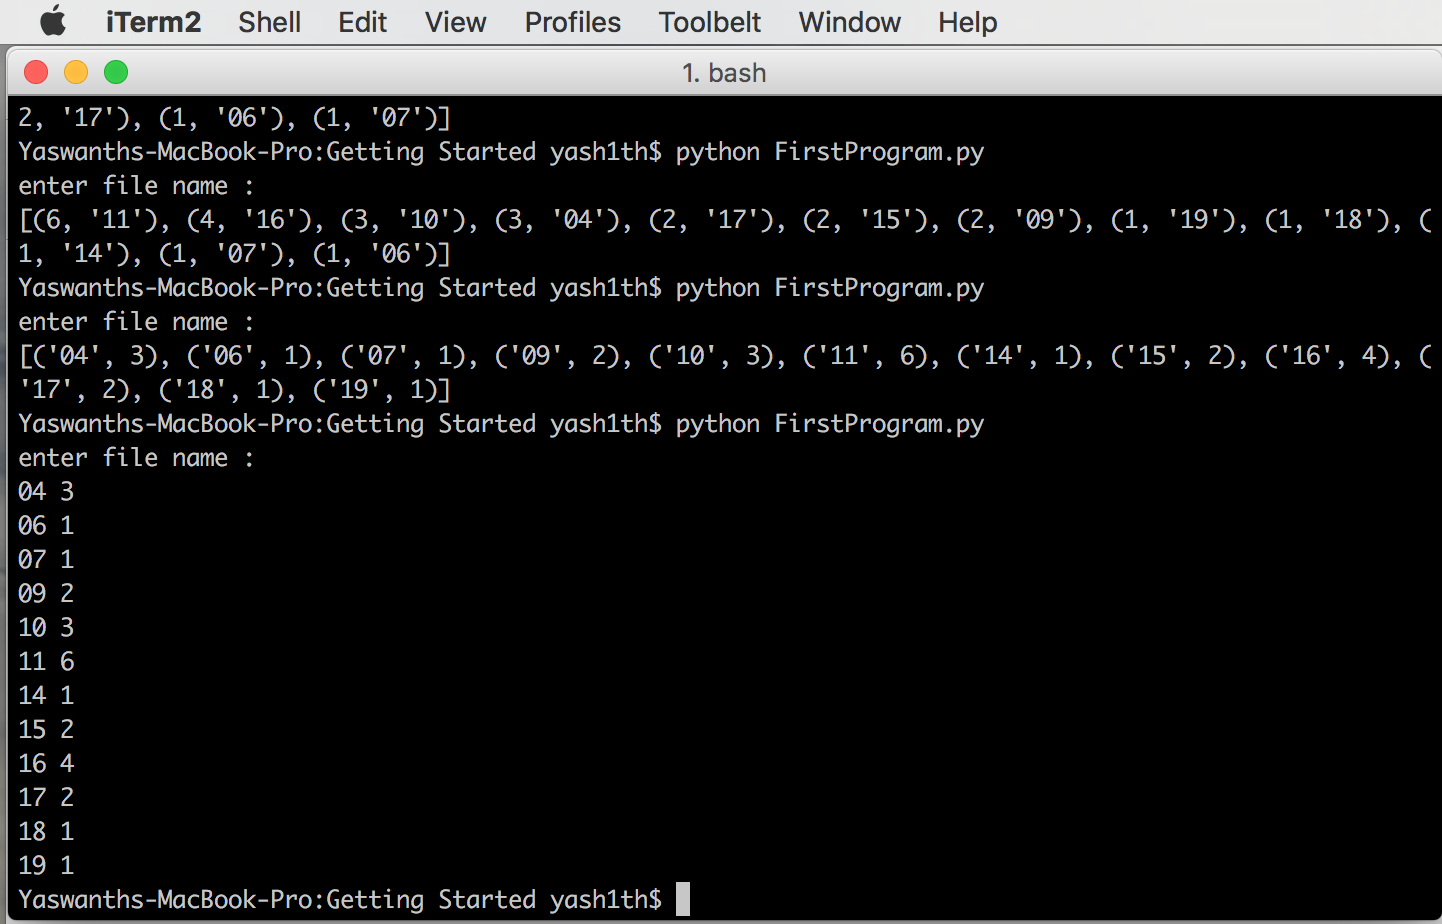 iTerm2 Shell Edit View Profiles Toolbelt Window Help
1. bash
2, '17'), (1, '06'), (1, '07')]
Yaswanths-MacBook-Pro:Getting Started yash1th$ python FirstProgram.py
enter file name :
[(6, '11'), (4, '16'), (3, '10'), (3, '04'), (2, '17'), (2, '15'), (2, '09'), (1, '19'), (1, '18'), (
1, '14'), (1, '07'), (1, '06')]
Yaswanths-MacBook-Pro:Getting Started yash1th$ python FirstProgram.py
enter file name :
[('04', 3), ('06', 1), ('07', 1), ('09', 2), ('10', 3), ('11', 6), ('14', 1), ('15', 2), ('16', 4), (
'17', 2), ('18', 1), ('19', 1)]
Yaswanths-MacBook-Pro:Getting Started yash1th$ python FirstProgram.py
enter file name :
04 3
06 1
07 1
09 2
10 3
11 6
14 1
15 2
16 4
17 2
18 1
19 1
Yaswanths-MacBook-Pro:Getting Started yash1th$